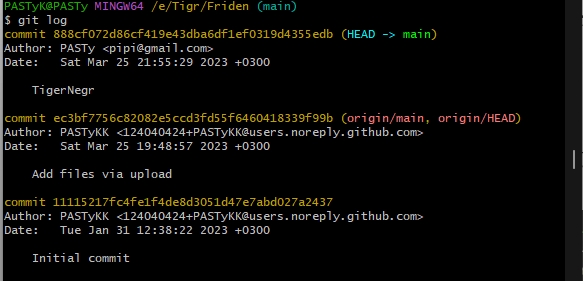 PASTyK@PASTy MINGW64 /e/Tigr/Friden (main)
$ git log
commit 888cf072d86cf419e43dba6df1ef0319d4355edb (HEAD -> main)
Author: PASTy <pipi@gmail.com>
Date:   Sat Mar 25 21:55:29 2023 +0300
    TigerNegr
commit ec3bf7756c82082e5ccd3fd55f6460418339f99b (origin/main, origin/HEAD)
Author: PASTyKK <124040424+PASTyKK@users.noreply.github.com>
Date:   Sat Mar 25 19:48:57 2023 +0300
    Add files via upload
commit 11115217fc4fe1f4de8d3051d47e7abd027a2437
Author: PASTyKK <124040424+PASTyKK@users.noreply.github.com>
Date:   Tue Jan 31 12:38:22 2023 +0300
    Initial commit